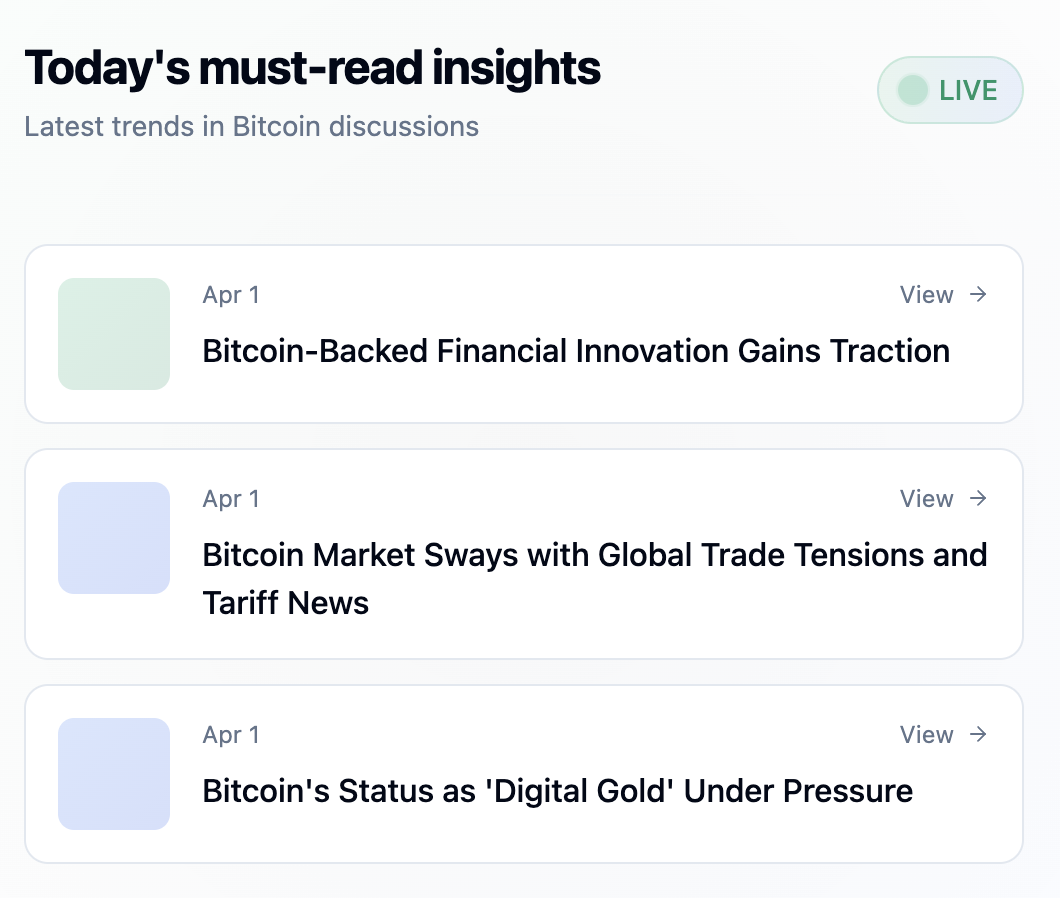 Today's must-read insights
LIVE
Latest trends in Bitcoin discussions
Apr 1
View →
Bitcoin-Backed Financial Innovation Gains Traction
Apr 1
View →
Bitcoin Market Sways with Global Trade Tensions and
Tariff News
Apr 1
View →
Bitcoin's Status as 'Digital Gold' Under Pressure